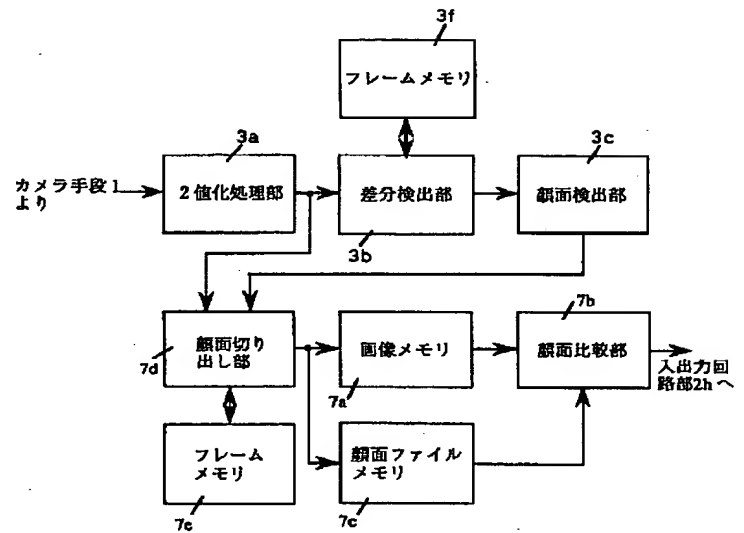 3f
フレームメモリ
3a
3c
カメラ手段1
より
2値化処理部
差分検出部
顔面検出部
3b
7b
顔面切り
出し部
画像メモリ
顔面比較部
7d
7a
入出力回
路部2hへ
フレーム
メモリ
顔面ファイル
メモリ
7e
7c